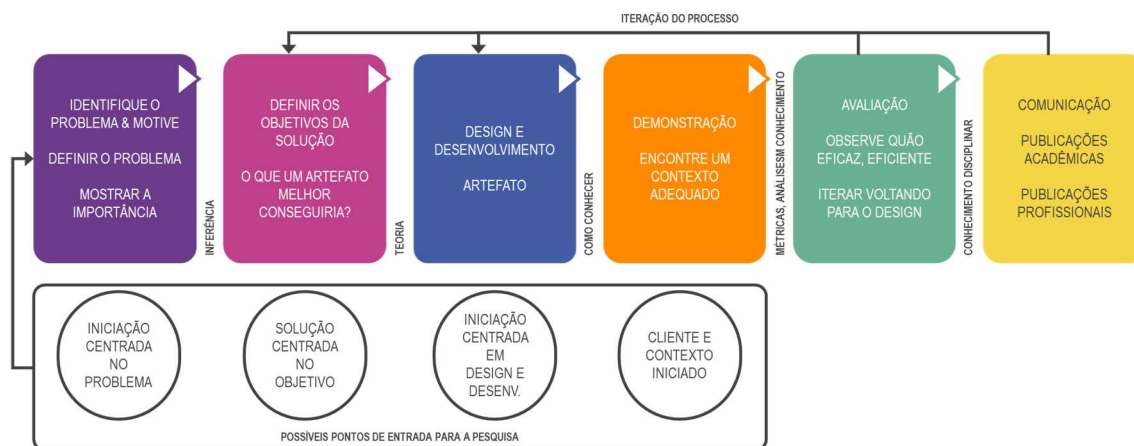 ITERAÇÃO DO PROCESSO
IDENTIFIQUE O
PROBLEMA & MOTIVE
DEFINIR O PROBLEMA
MOSTRAR A
IMPORTÂNCIA
INFERÊNCIA
DEFINIR OS
OBJETIVOS DA
SOLUÇÃO
O QUE UM ARTEFATO
MELHOR
CONSEGUIRIA?
TEORIA
DESIGN E
DESENVOLVIMENTO
ARTEFATO
COMO CONHECER
DEMONSTRAÇÃO
ENCONTRE UM
CONTEXTO
ADEQUADO
MÉTRICAS, ANÁLISESM CONHECIMENTO
AVALIAÇÃO
OBSERVE QUÃO
EFICAZ, EFICIENTE
ITERAR VOLTANDO
PARA O DESIGN
CONHECIMENTO DISCIPLINAR
COMUNICAÇÃO
PUBLICAÇÕES
ACADÊMICAS
PUBLICAÇÕES
PROFISSIONAIS
INICIAÇÃO
CENTRADA
NO
PROBLEMA
SOLUÇÃO
CENTRADA
NO
OBJETIVO
INICIAÇÃO
CENTRADA
EM
DESIGN E
DESENV.
CLIENTE E
CONTEXTO
INICIADO
POSSÍVEIS PONTOS DE ENTRADA PARA A PESQUISA